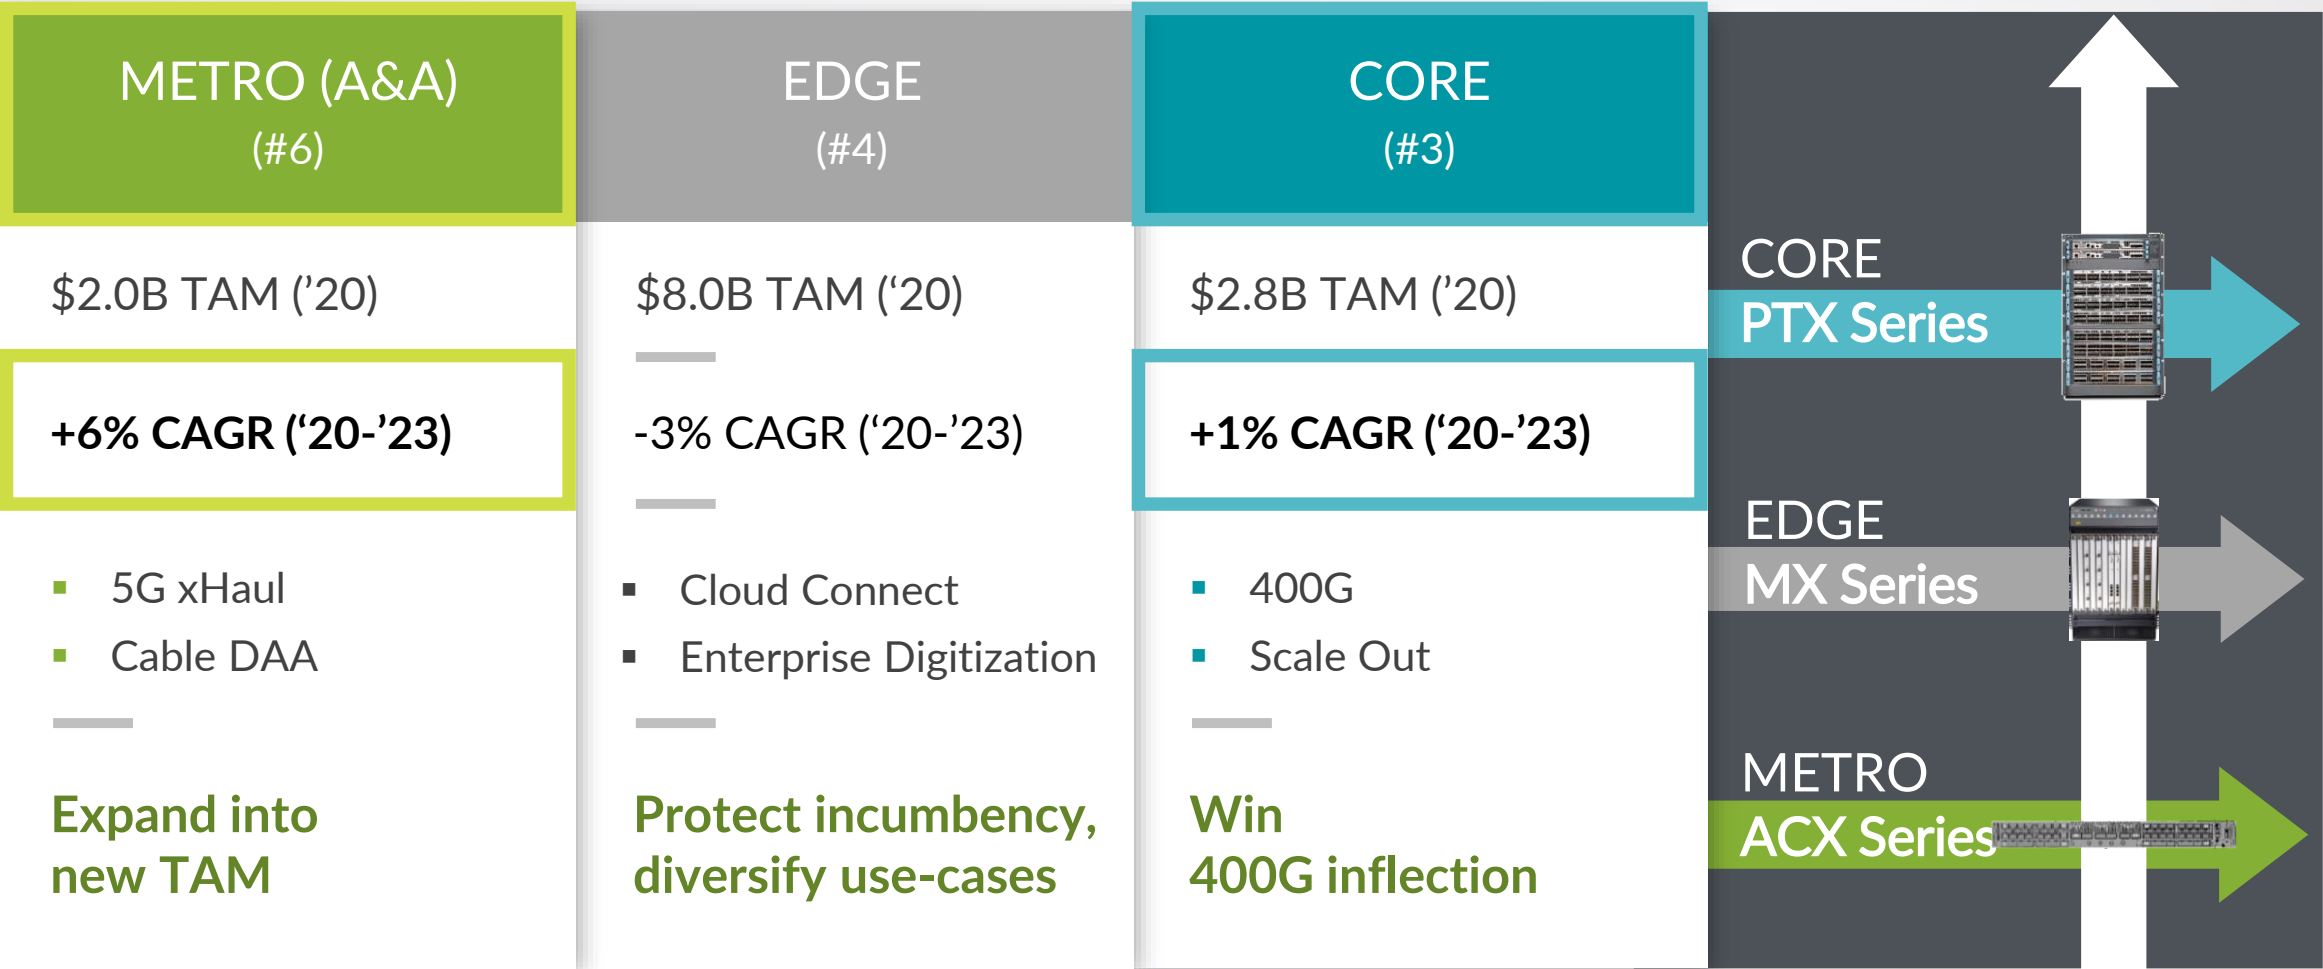 METRO (A&A)
(#6)
$2.0B TAM (’20)
+6% CAGR (‘20-’23)
▪ 5G xHaul
▪ Cable DAA
Expand into
new TAM
EDGE
(#4)
$8.0B TAM (‘20)
-3% CAGR (‘20-’23)
▪ Cloud Connect
▪ Enterprise Digitization
Protect incumbency,
diversify use-cases
CORE
(#3)
$2.8B TAM (’20)
+1% CAGR (‘20-’23)
▪ 400G
▪ Scale Out
Win
400G inflection
CORE
PTX Series
EDGE
MX Series
METRO
ACX Series